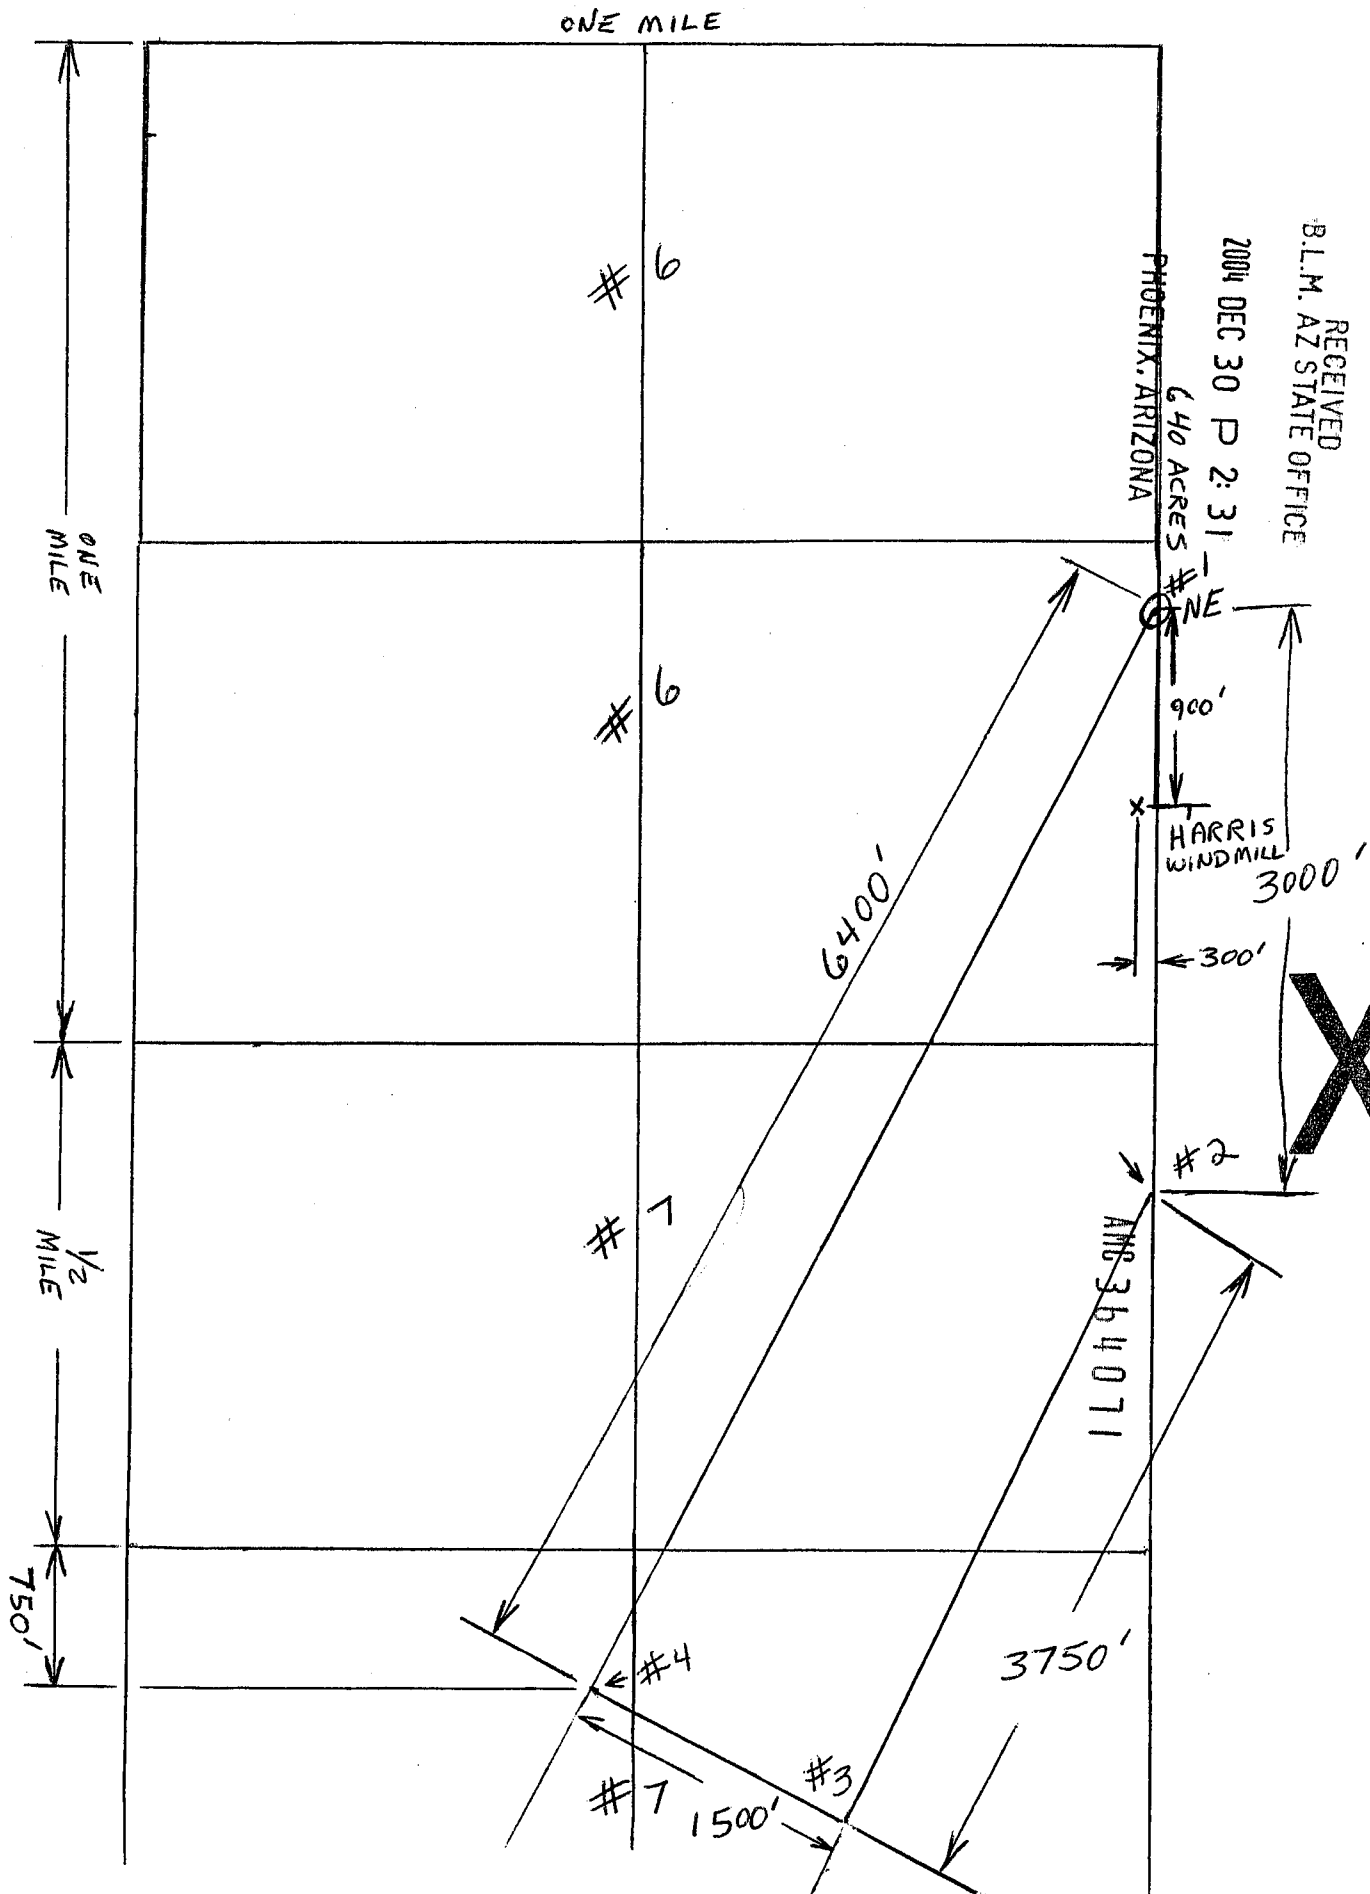 ONE MILE
RECEIVED
B.L.M. AZ STATE OFFICE
2004 DEC 30 P 2:31
PHOENIX, ARIZONA
640 ACRES
#6
#1
NE
ONE
MILE
900'
#6
HARRIS
WINDMILL
3000'
6400'
300'
X
#2
AMC364071
#7
1/2
MILE
750'
3750'
#4
#3
#7
1500'